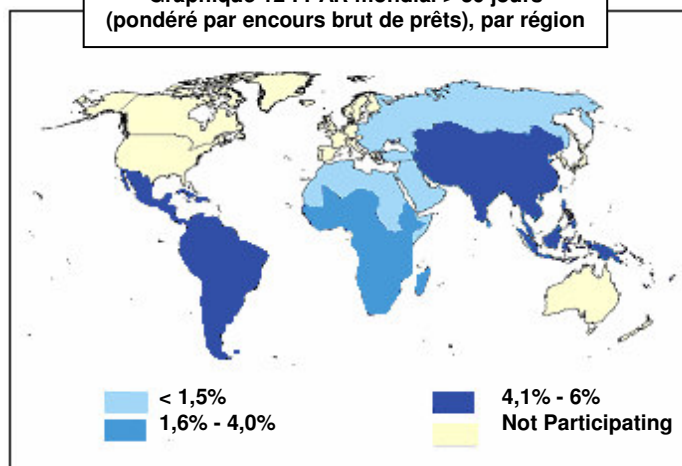 (pondéré par encours brut de prêts), par région
< 1,5%
1,6% - 4,0%
4,1% - 6%
Not Participating